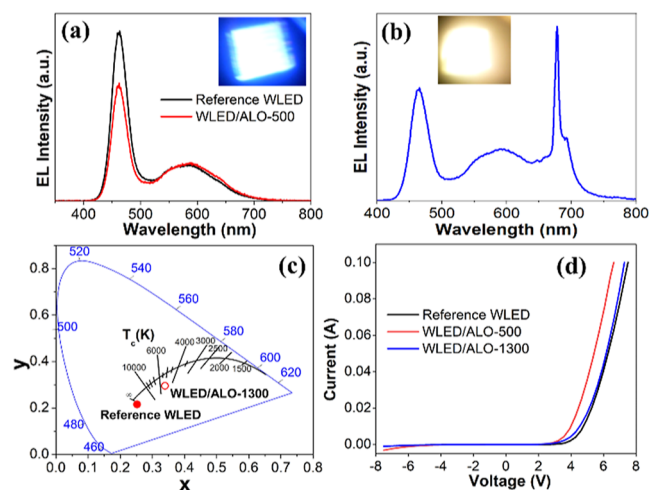 (a)
Reference WLED
WLED/ALO-500
EL Intensity (a.u.)
400 500 600 700 800
Wavelength (nm)
(b)
EL Intensity (a.u.)
400 500 600 700 800
Wavelength (nm)
(c)
0.8
0.6
0.4
0.2
0.0
y
520
540
560
500
580
600
620
480
460
T_c(K)
10000
6000
4000
3000
2500
2000
1500
∞
WLED/ALO-1300
Reference WLED
0.0 0.1 0.2 0.3 0.4 0.5 0.6 0.7 0.8
x
(d)
Reference WLED
WLED/ALO-500
WLED/ALO-1300
0.10
0.08
0.06
0.04
0.02
0.00
Current (A)
-8 -6 -4 -2 0 2 4 6 8
Voltage (V)